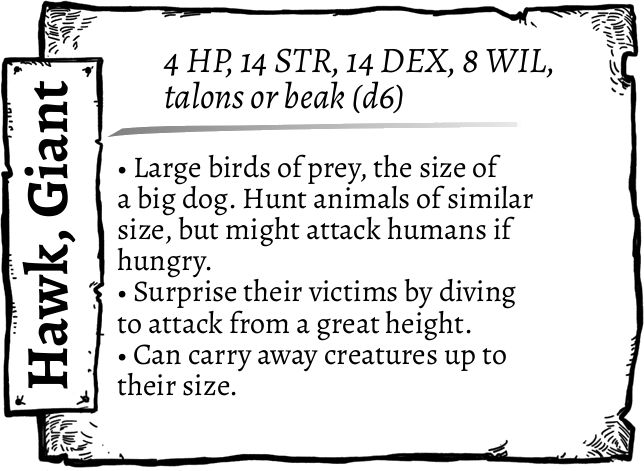 Hawk, Giant
4 HP, 14 STR, 14 DEX, 8 WIL,
talons or beak (d6)
• Large birds of prey, the size of
a big dog. Hunt animals of similar
size, but might attack humans if
hungry.
• Surprise their victims by diving
to attack from a great height.
• Can carry away creatures up to
their size.